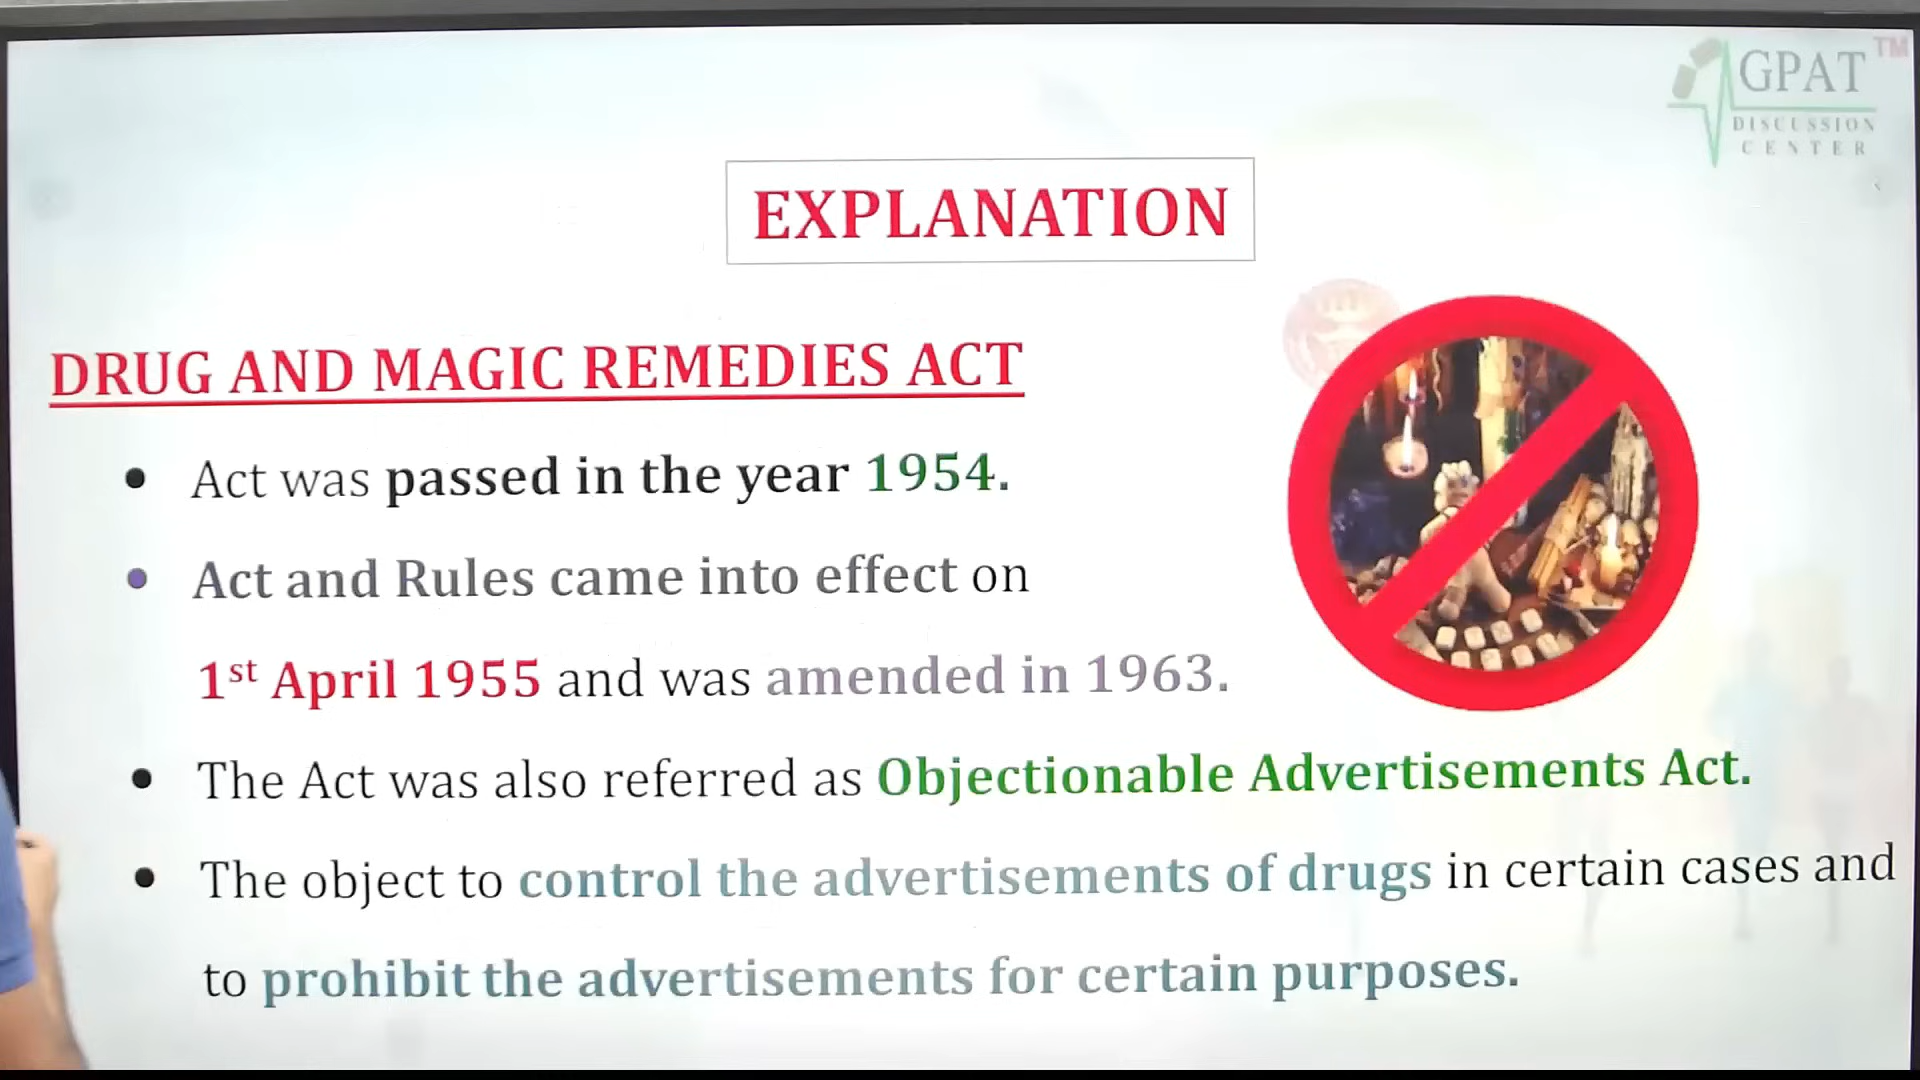 GPAT TM
DISCUSSION
CENTER
EXPLANATION
DRUG AND MAGIC REMEDIES ACT
• Act was passed in the year 1954.
• Act and Rules came into effect on
1st April 1955 and was amended in 1963.
• The Act was also referred as Objectionable Advertisements Act.
• The object to control the advertisements of drugs in certain cases and
to prohibit the advertisements for certain purposes.